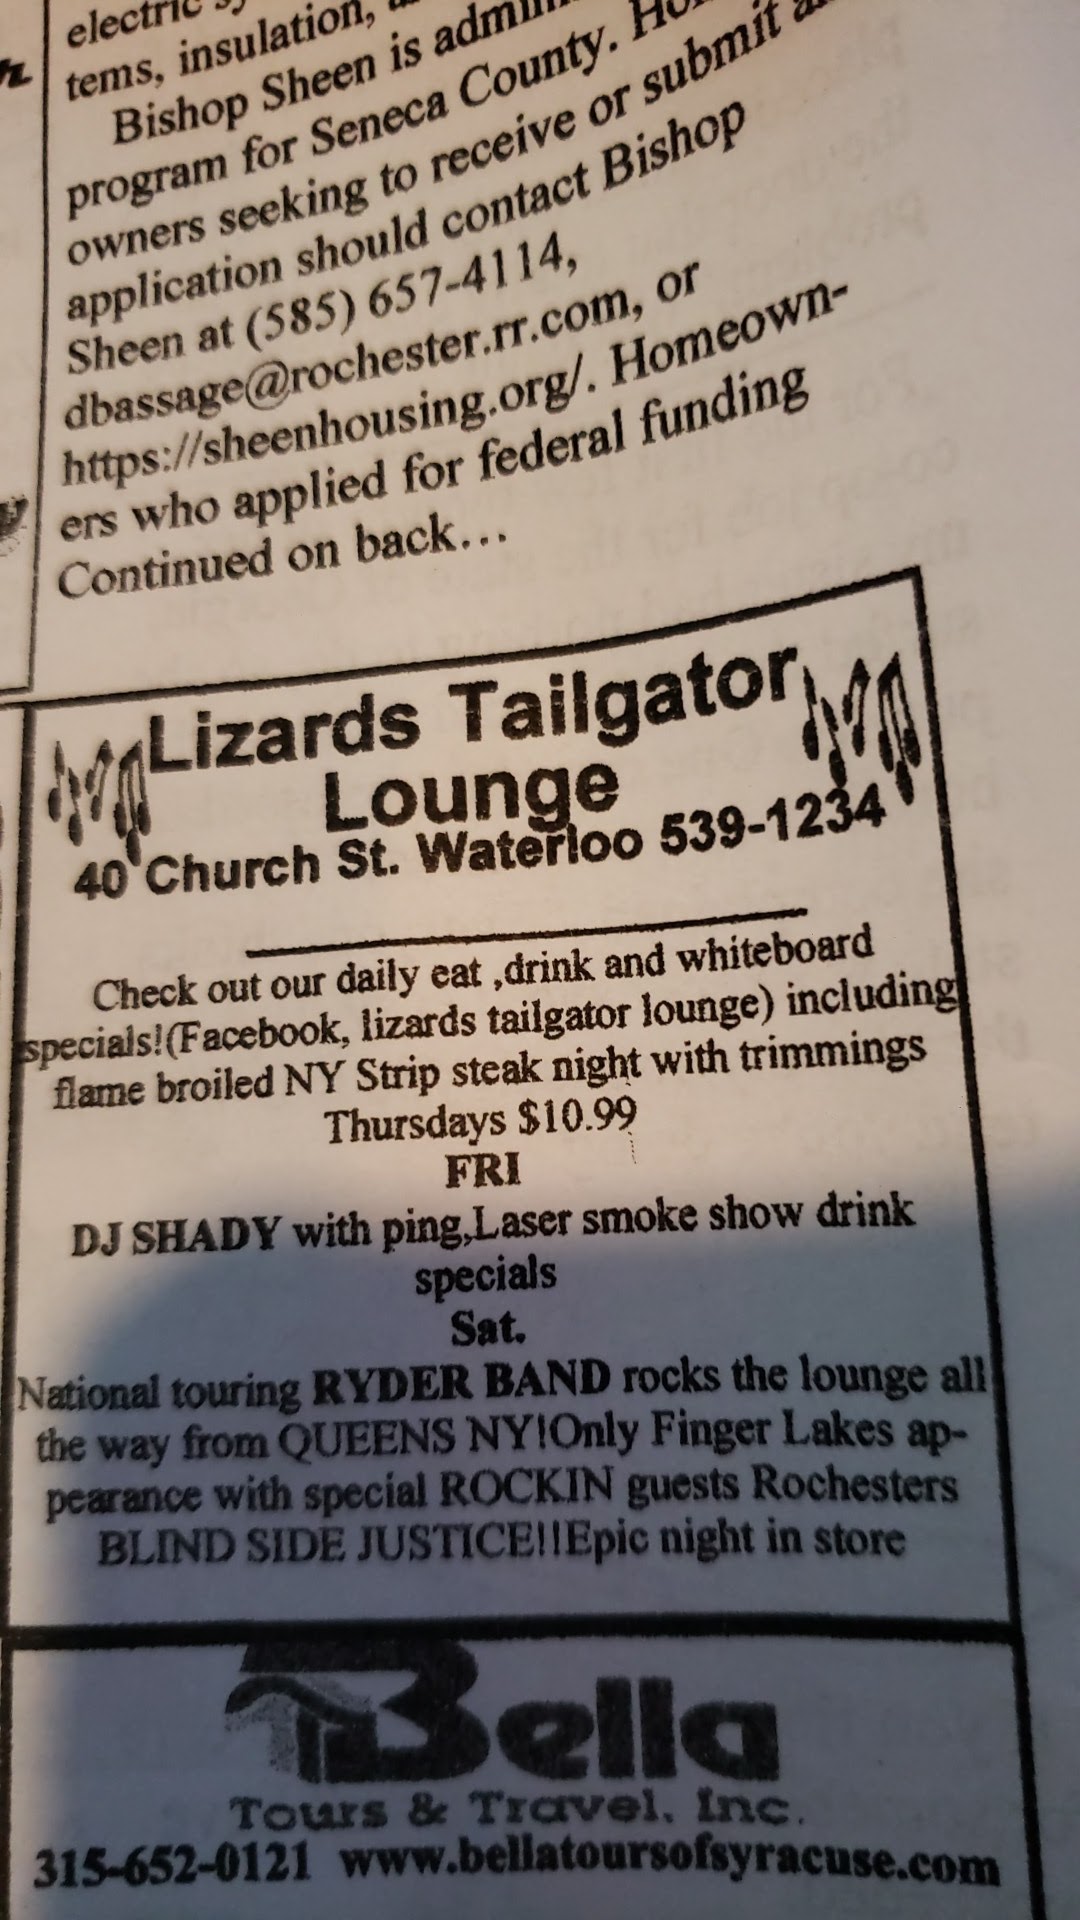 electric
tems, insulation,
Bishop Sheen is
program for Seneca County.
owners seeking to receive or submit
application should contact Bishop
Sheen at (585) 657-4114,
dbassage@rochester.rr.com, or
https://sheenhousing.org/. Homeown-
ers who applied for federal funding
Continued on back...
Lizards Tailgator
Lounge
40 Church St. Waterloo 539-1234
Check out our daily eat ,drink and whiteboard
specials!(Facebook, lizards tailgator lounge) including
flame broiled NY Strip steak night with trimmings
Thursdays $10.99
FRI
DJ SHADY with ping,Laser smoke show drink
specials
Sat.
National touring RYDER BAND rocks the lounge all
the way from QUEENS NY!Only Finger Lakes ap-
pearance with special ROCKIN guests Rochesters
BLIND SIDE JUSTICE!!Epic night in store
Bella
Tours & Travel, Inc.
315-652-0121 www.bellatoursofsyracuse.com